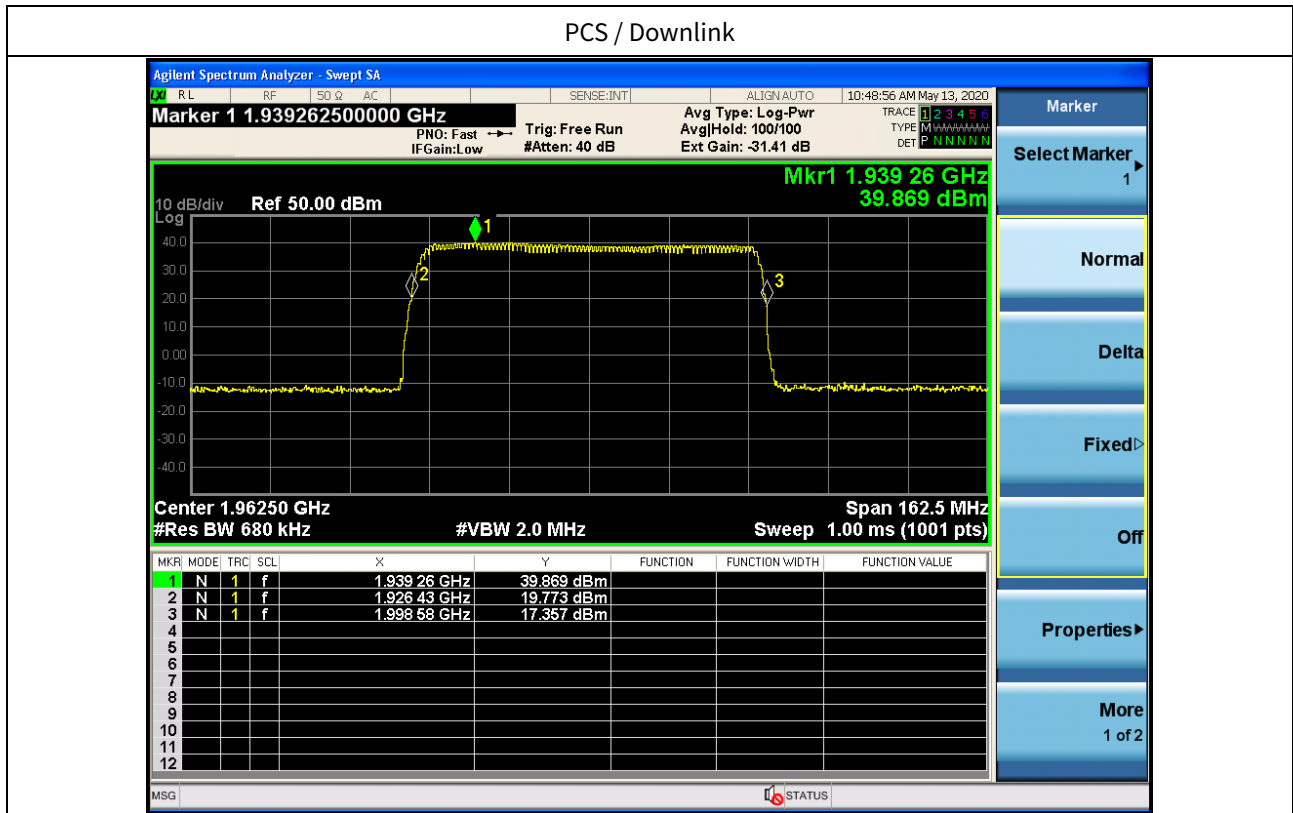 PCS / Downlink
Agilent Spectrum Analyzer - Swept SA
LXI RL RF 50 Ω AC SENSE:INT ALIGN AUTO 10:48:56 AM May 13, 2020
Marker 1 1.939262500000 GHz
PNO: Fast
IFGain:Low
Trig: Free Run
#Atten: 40 dB
Avg Type: Log-Pwr
Avg|Hold: 100/100
Ext Gain: -31.41 dB
TRACE 1 2 3 4 5 6
TYPE M
DET P N N N N N
Mkr1 1.939 26 GHz
39.869 dBm
10 dB/div Ref 50.00 dBm
Log
40.0
30.0
20.0
10.0
0.00
-10.0
-20.0
-30.0
-40.0
1
2
3
Center 1.96250 GHz Span 162.5 MHz
#Res BW 680 kHz #VBW 2.0 MHz Sweep 1.00 ms (1001 pts)
MKR MODE TRC SCL X Y FUNCTION FUNCTION WIDTH FUNCTION VALUE
1 N 1 f 1.939 26 GHz 39.869 dBm
2 N 1 f 1.926 43 GHz 19.773 dBm
3 N 1 f 1.998 58 GHz 17.357 dBm
4
5
6
7
8
9
10
11
12
MSG STATUS
Marker
Select Marker
1
Normal
Delta
Fixed
Off
Properties
More
1 of 2